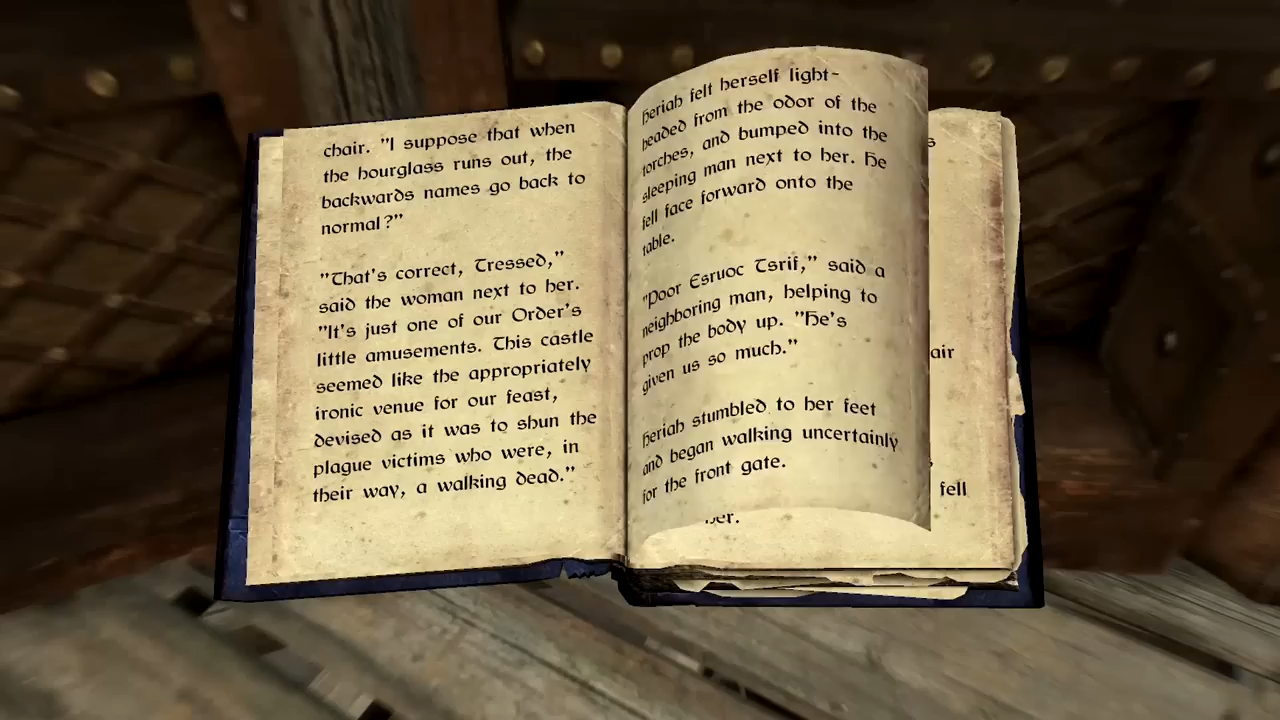 chair. "I suppose that when
the hourglass runs out, the
backwards names go back to
normal?"
"That's correct, Tressed,"
said the woman next to her.
"It's just one of our Order's
little amusements. This castle
seemed like the appropriately
ironic venue for our feast,
devised as it was to shun the
plague victims who were, in
their way, a walking dead."
Heriah felt herself light-
headed from the odor of the
torches, and bumped into the
sleeping man next to her. He
fell face forward onto the
table.
"Poor Esruoc Tsrif," said a
neighboring man, helping to
prop the body up. "He's
given us so much."
Heriah stumbled to her feet
and began walking uncertainly
for the front gate.
s
air
fell
her.